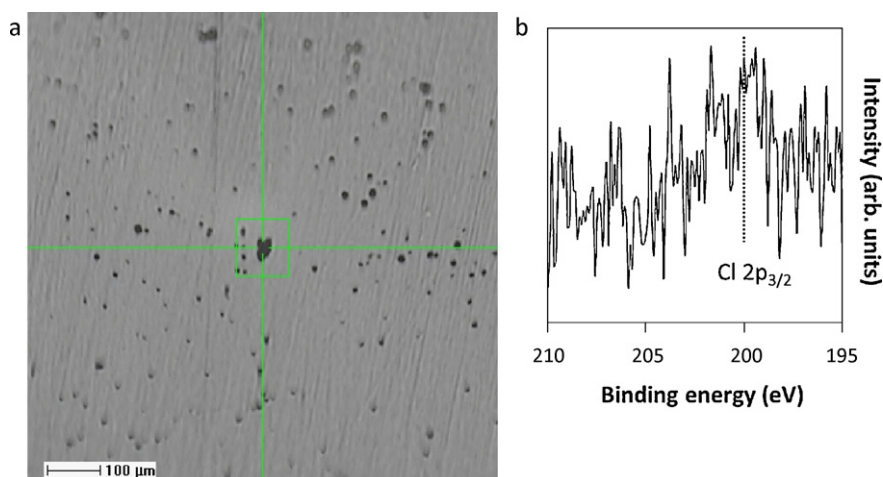 a
100 µm
b
Cl 2p3/2
210
205
200
195
Binding energy (eV)
Intensity (arb. units)